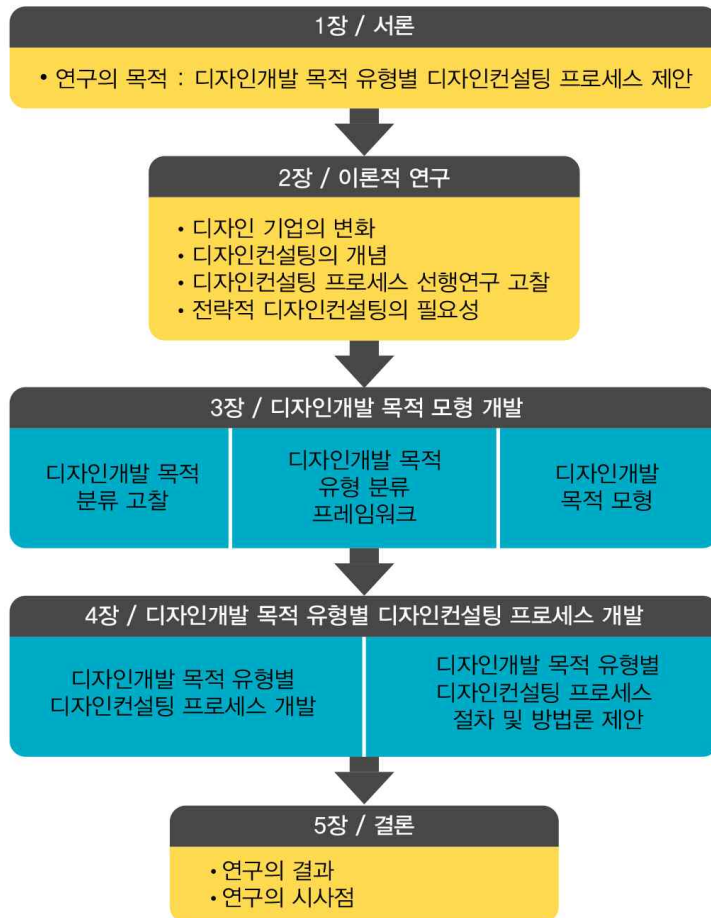 1장 / 서론
• 연구의 목적 : 디자인개발 목적 유형별 디자인컨설팅 프로세스 제안
2장 / 이론적 연구
• 디자인 기업의 변화
• 디자인컨설팅의 개념
• 디자인컨설팅 프로세스 선행연구 고찰
• 전략적 디자인컨설팅의 필요성
3장 / 디자인개발 목적 모형 개발
디자인개발 목적
분류 고찰
디자인개발 목적
유형 분류
프레임워크
디자인개발
목적 모형
4장 / 디자인개발 목적 유형별 디자인컨설팅 프로세스 개발
디자인개발 목적 유형별
디자인컨설팅 프로세스 개발
디자인개발 목적 유형별
디자인컨설팅 프로세스
절차 및 방법론 제안
5장 / 결론
• 연구의 결과
• 연구의 시사점